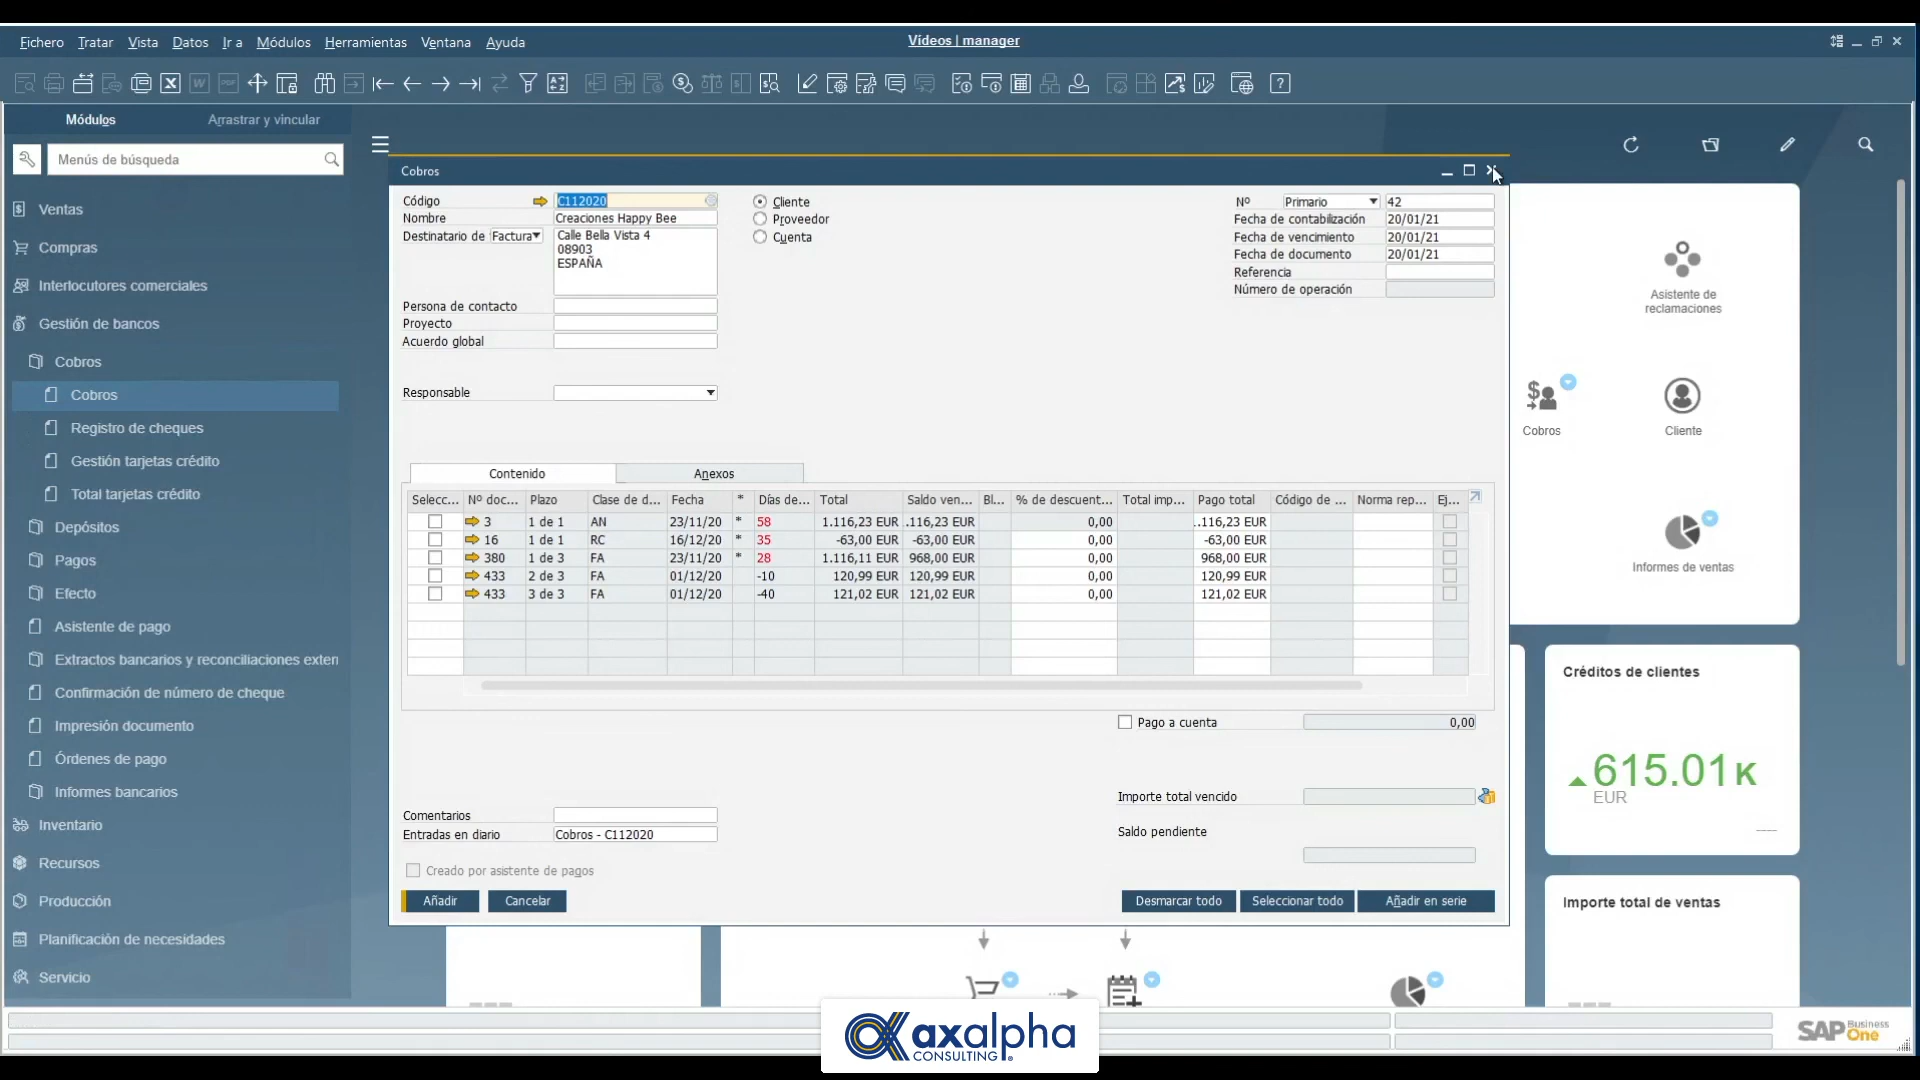 Fichero Tratar Vista Datos Ir a Módulos Herramientas Ventana Ayuda
Vídeos | manager
Módulos Arrastrar y vincular
Menús de búsqueda
Ventas
Compras
Interlocutores comerciales
Gestión de bancos
Cobros
Cobros
Registro de cheques
Gestión tarjetas crédito
Total tarjetas crédito
Depósitos
Pagos
Efecto
Asistente de pago
Extractos bancarios y reconciliaciones extern
Confirmación de número de cheque
Impresión documento
Órdenes de pago
Informes bancarios
Inventario
Recursos
Producción
Planificación de necesidades
Servicio
Cobros
Código C112020
Nombre Creaciones Happy Bee
Destinatario de Factura Calle Bella Vista 4
08903
ESPAÑA
Persona de contacto
Proyecto
Acuerdo global
Responsable
Cliente
Proveedor
Cuenta
Nº Primario 42
Fecha de contabilización 20/01/21
Fecha de vencimiento 20/01/21
Fecha de documento 20/01/21
Referencia
Número de operación
Contenido Anexos
Selecc... Nº doc... Plazo Clase de d... Fecha * Días de... Total Saldo ven... Bl... % de descuent... Total imp... Pago total Código de ... Norma rep... Ej...
3 1 de 1 AN 23/11/20 * 58 1.116,23 EUR .116,23 EUR 0,00 .116,23 EUR
16 1 de 1 RC 16/12/20 * 35 -63,00 EUR -63,00 EUR 0,00 -63,00 EUR
380 1 de 3 FA 23/11/20 * 28 1.116,11 EUR 968,00 EUR 0,00 968,00 EUR
433 2 de 3 FA 01/12/20 -10 120,99 EUR 120,99 EUR 0,00 120,99 EUR
433 3 de 3 FA 01/12/20 -40 121,02 EUR 121,02 EUR 0,00 121,02 EUR
Pago a cuenta 0,00
Importe total vencido
Saldo pendiente
Comentarios
Entradas en diario Cobros - C112020
Creado por asistente de pagos
Añadir Cancelar Desmarcar todo Seleccionar todo Añadir en serie
Asistente de
reclamaciones
Cobros Cliente
Informes de ventas
Créditos de clientes
615.01K
EUR
Importe total de ventas
axalpha
CONSULTING®
SAP Business
One